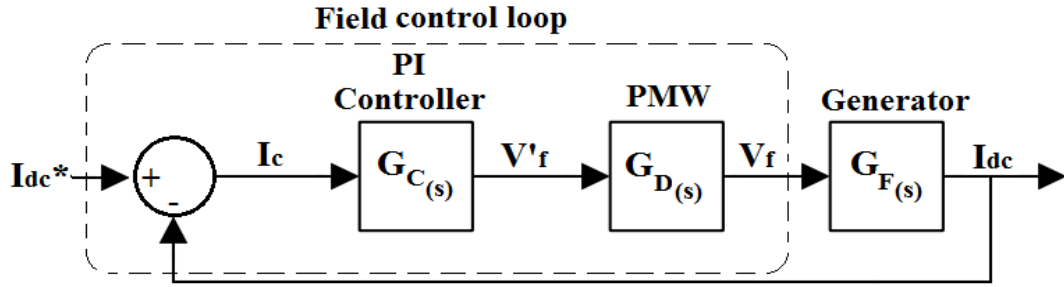 Field control loop
PI
Controller
PMW
Generator
Idc*
+
-
Ic
GC(s)
V'f
GD(s)
Vf
GF(s)
Idc